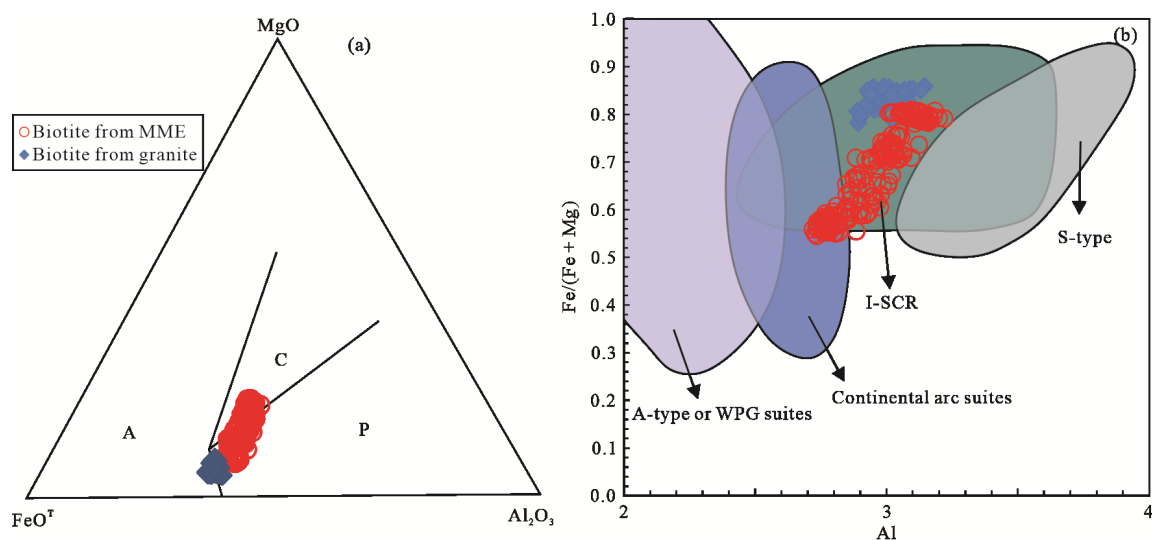 MgO
(a)
Biotite from MME
Biotite from granite
C
A
P
FeOᵀ
Al₂O₃
(b)
1.0
0.9
0.8
0.7
0.6
0.5
0.4
0.3
0.2
0.1
0.0
Fe/(Fe + Mg)
S-type
I-SCR
Continental arc suites
A-type or WPG suites
2
3
4
Al